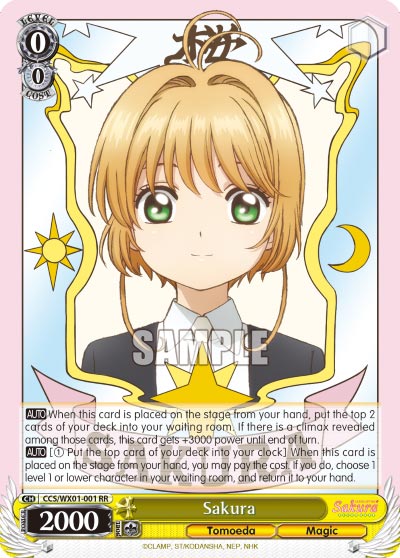 LEVEL
0
0
COST
桜
SAMPLE
SAKURA
AUTO When this card is placed on the stage from your hand, put the top 2
cards of your deck into your waiting room. If there is a climax revealed
among those cards, this card gets +3000 power until end of turn.
AUTO [① Put the top card of your deck into your clock] When this card is
placed on the stage from your hand, you may pay the cost. If you do, choose
1 level 1 or lower character in your waiting room, and return it to your hand.
CH CCS/WX01-001 RR
Sakura
Sakura
POWER
2000
Tomoeda
Magic
©CLAMP, ST/KODANSHA, NEP, NHK